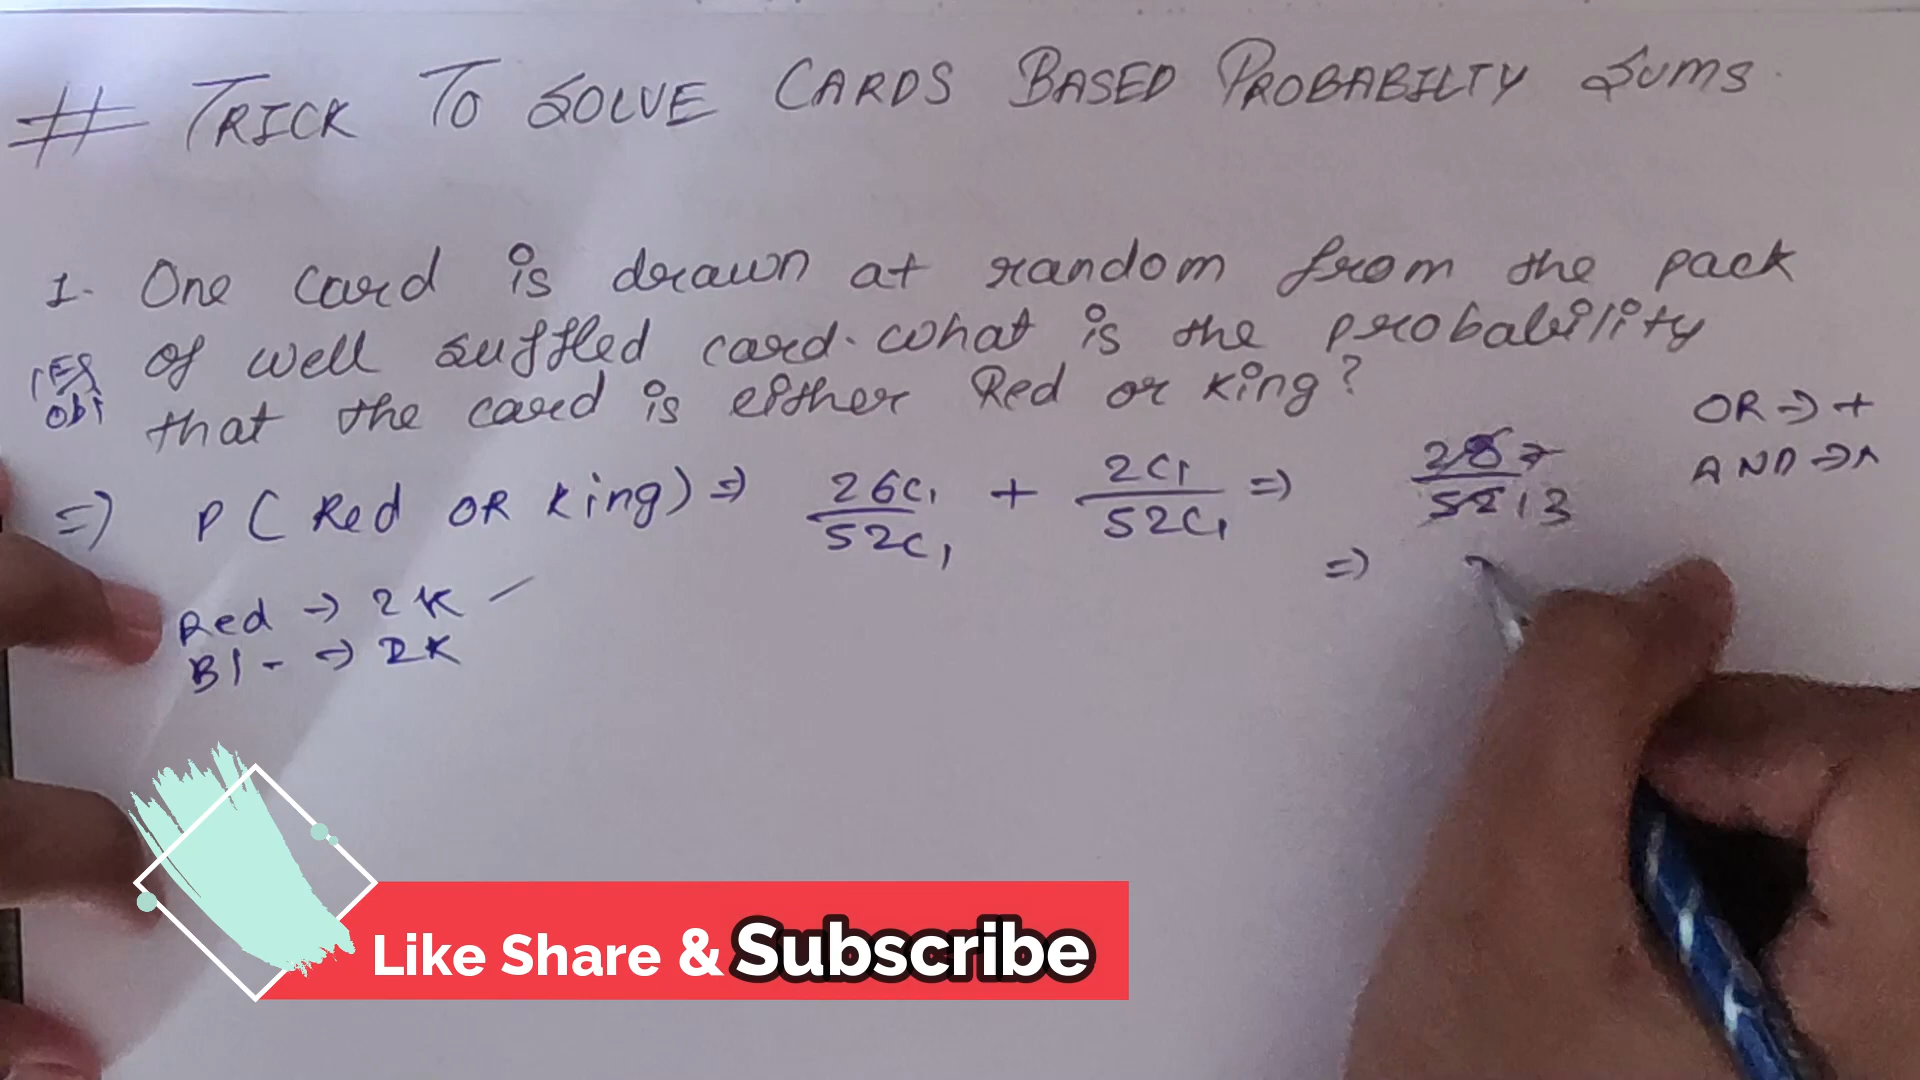 # TRICK TO SOLVE CARDS BASED PROBABILTY SUMS
1. One card is drawn at random from the pack
of well suffled card. what is the probability
that the card is either Red or king?
OR => +
AND =>
=> P ( Red OR king) => 26C1/52C1 + 2C1/52C1 => 28 7/52 13
=>
Red -> 2K
Bl - -> 2K
Like Share & Subscribe